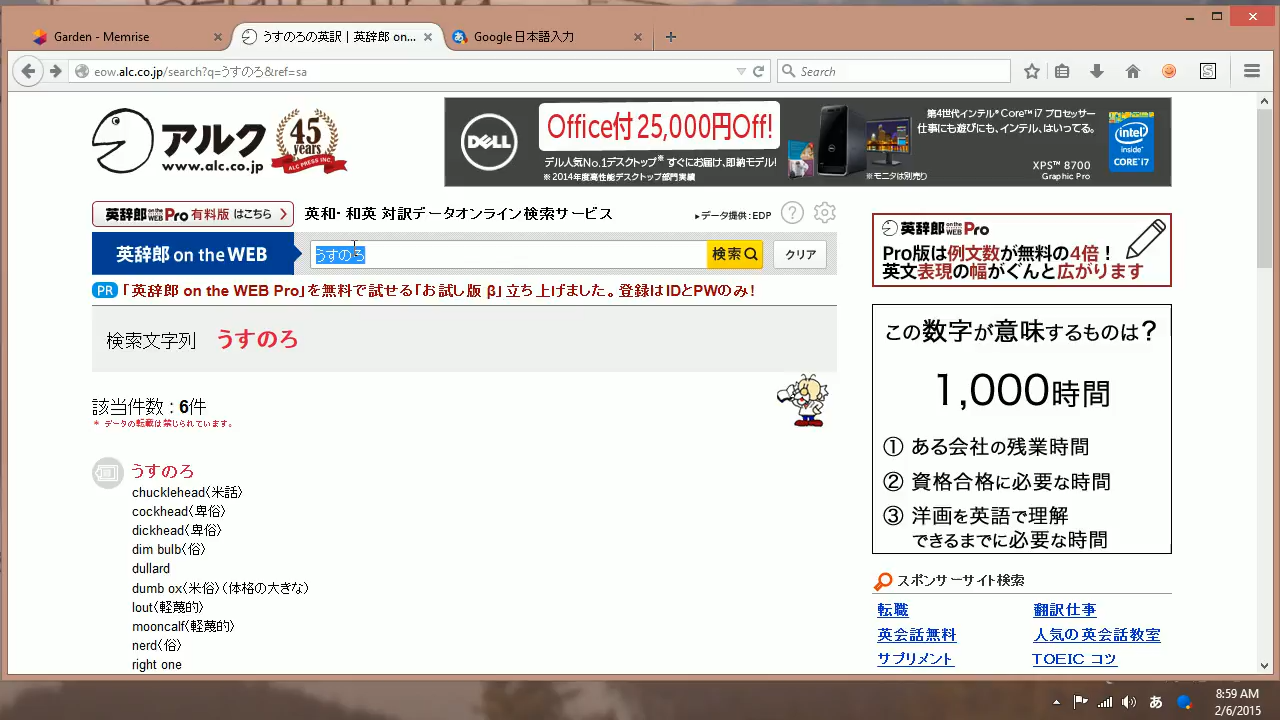 Garden - Memrise
うすのろの英訳｜英辞郎 on...
Google 日本語入力
eow.alc.co.jp/search?q=うすのろ&ref=sa
Search
アルク
www.alc.co.jp
45 years
ALC PRESS INC.
DELL
Office付 25,000円Off!
デル人気No.1デスクトップ※ すぐにお届け,即納モデル!
※ 2014年度高性能デスクトップ部門実績
第4世代インテル® Core™ i7 プロセッサー
仕事にも遊びにも、インテル、はいってる。
XPS™ 8700
Graphic Pro
※モニタは別売り
intel
inside™
CORE™ i7
英辞郎 on the WEB Pro 有料版 はこちら
英和・和英 対訳データオンライン検索サービス
▸データ提供：EDP
?
英辞郎 on the WEB
うすのろ
検索
クリア
PR 「英辞郎 on the WEB Pro」を無料で試せる「お試し版 β」立ち上げました。登録はIDとPWのみ！
検索文字列 うすのろ
該当件数 : 6件
* データの転載は禁じられています。
うすのろ
chucklehead〈米話〉
cockhead〈卑俗〉
dickhead〈卑俗〉
dim bulb〈俗〉
dullard
dumb ox〈米俗〉（体格の大きな）
lout〈軽蔑的〉
mooncalf〈軽蔑的〉
nerd〈俗〉
right one
英辞郎 on the WEB Pro
Pro版は例文数が無料の4倍！
英文表現の幅がぐんと広がります
この数字が意味するものは？
1,000時間
① ある会社の残業時間
② 資格合格に必要な時間
③ 洋画を英語で理解
できるまでに必要な時間
スポンサーサイト検索
転職 翻訳仕事
英会話無料 人気の英会話教室
サプリメント TOEIC コツ
あ
8:59 AM
2/6/2015